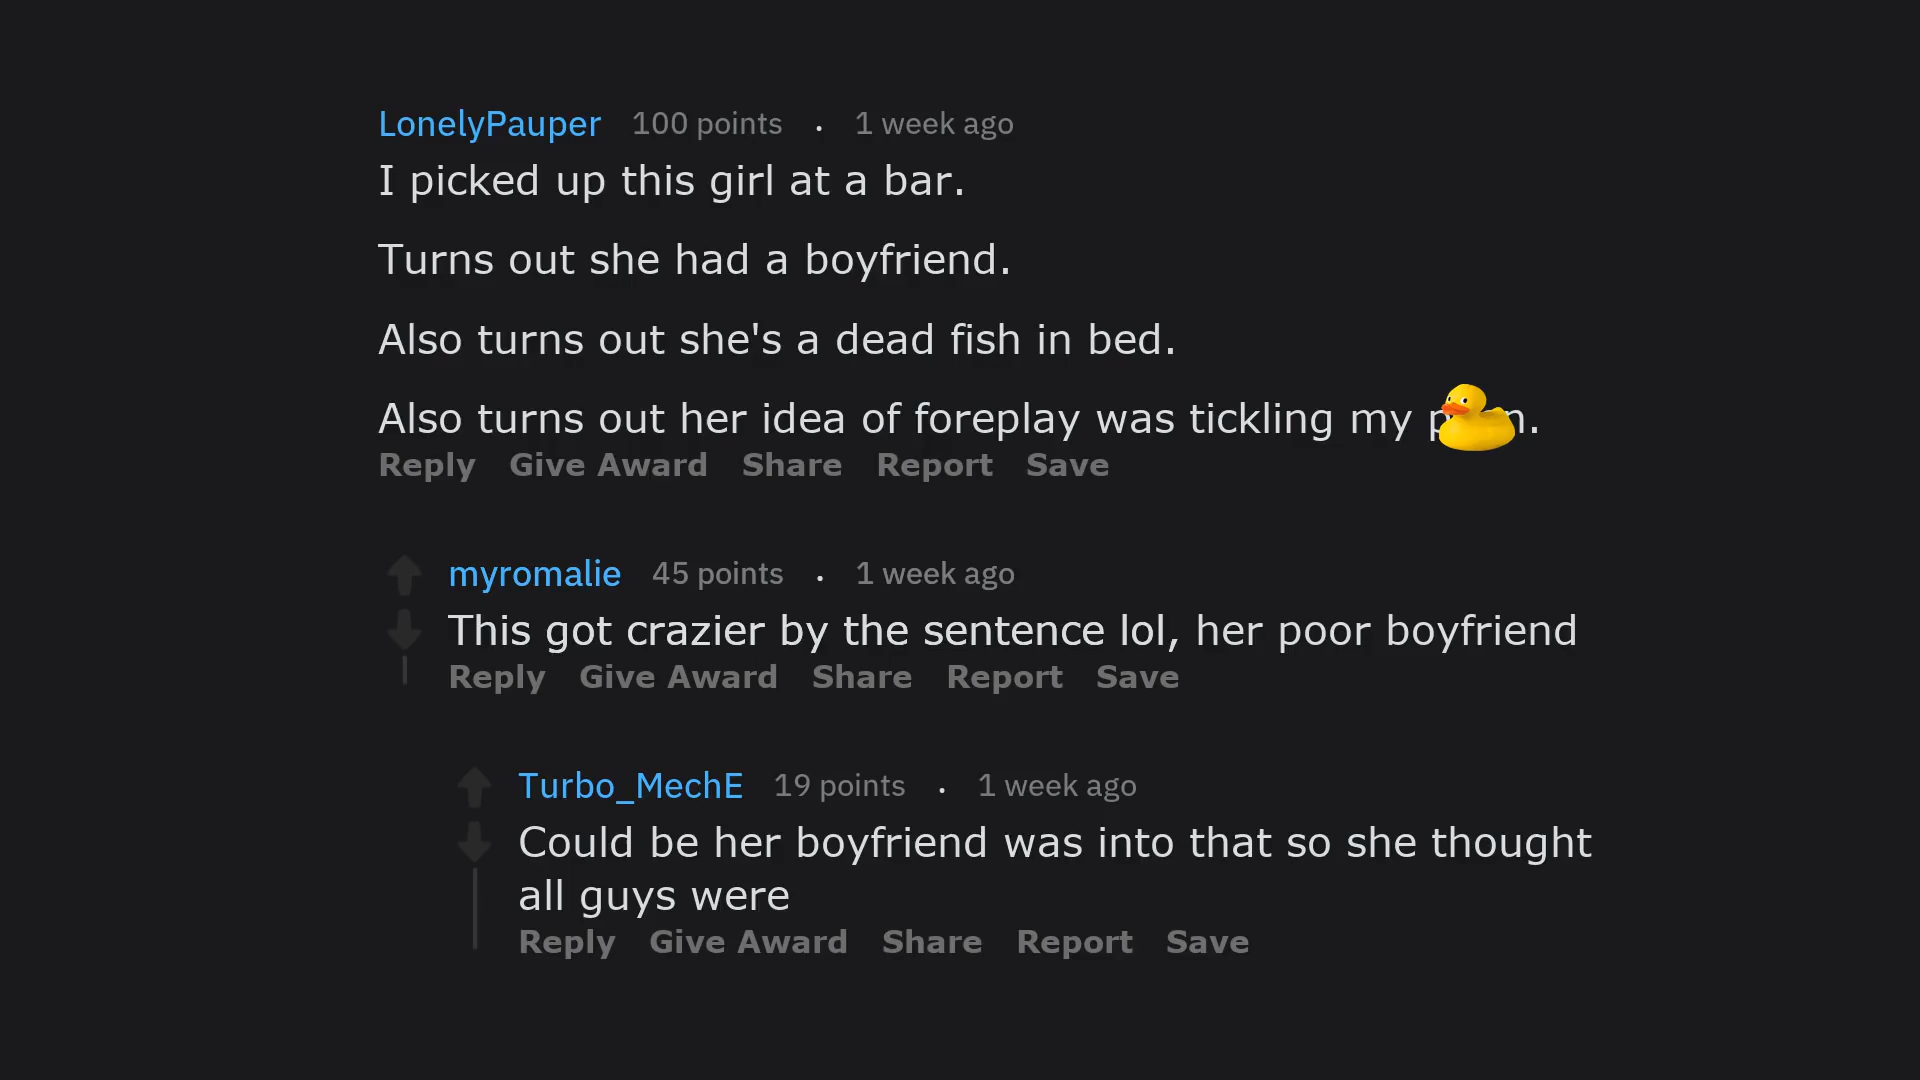 LonelyPauper 100 points . 1 week ago
I picked up this girl at a bar.
Turns out she had a boyfriend.
Also turns out she's a dead fish in bed.
Also turns out her idea of foreplay was tickling my
Reply Give Award Share Report Save
myromalie 45 points . 1 week ago
This got crazier by the sentence lol, her poor boyfriend
Reply Give Award Share Report Save
Turbo_MechE 19 points . 1 week ago
Could be her boyfriend was into that so she thought
all guys were
Reply Give Award Share Report Save